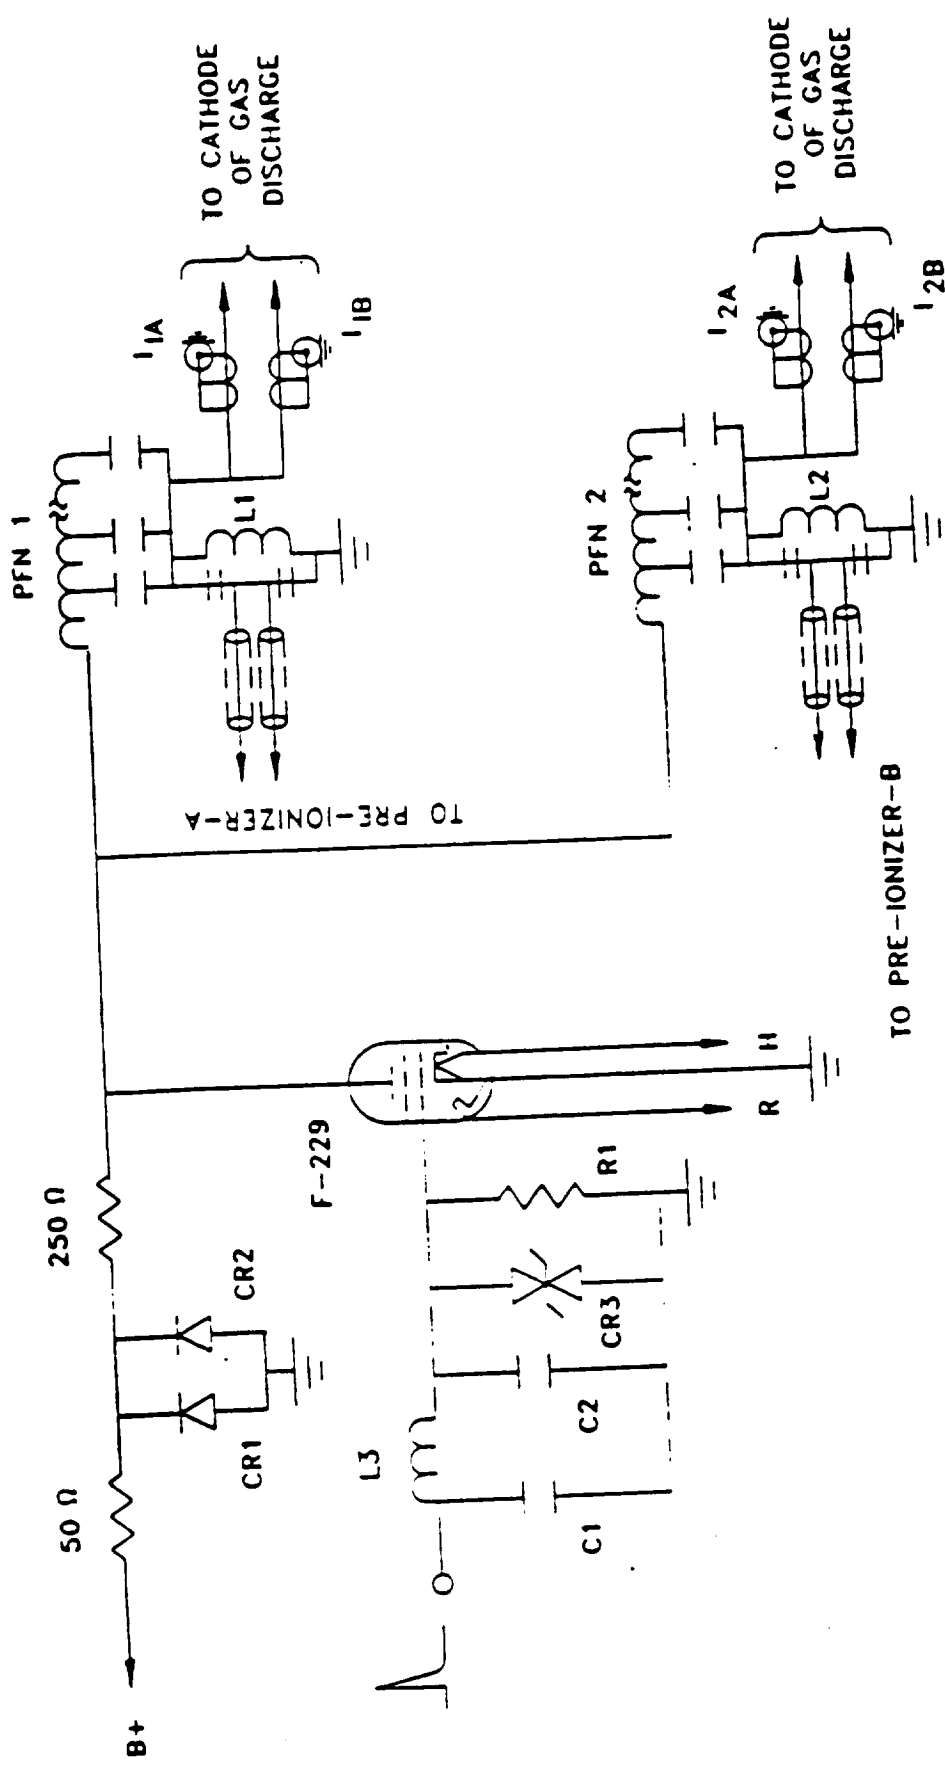 B+
50 Ω
CR1
CR2
250 Ω
PFN 1
L1
I1A
I1B
TO CATHODE
OF GAS
DISCHARGE
TO PRE-IONIZER-A
L3
C1
C2
CR3
R1
F-229
R
H
PFN 2
L2
I2A
I2B
TO CATHODE
OF GAS
DISCHARGE
TO PRE-IONIZER-B